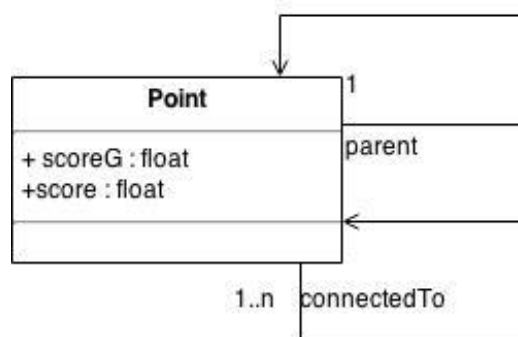 Point
1
+ scoreG : float
+score : float
parent
1..n
connectedTo